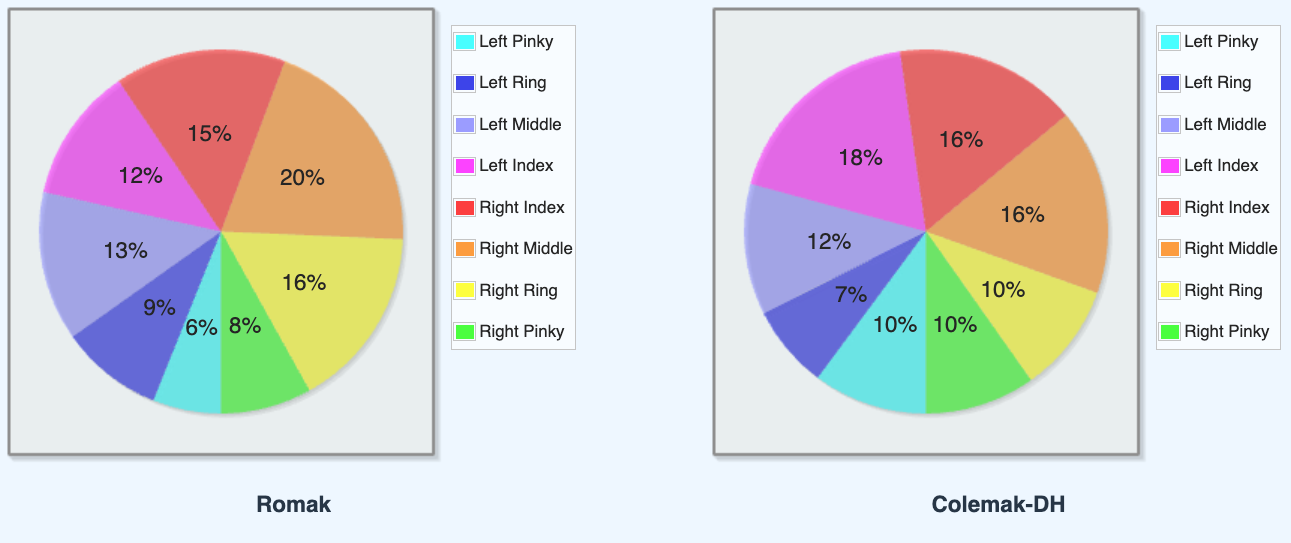 15%
20%
12%
13%
16%
9%
6%
8%
Left Pinky
Left Ring
Left Middle
Left Index
Right Index
Right Middle
Right Ring
Right Pinky
Romak
16%
18%
16%
12%
10%
7%
10%
10%
Left Pinky
Left Ring
Left Middle
Left Index
Right Index
Right Middle
Right Ring
Right Pinky
Colemak-DH